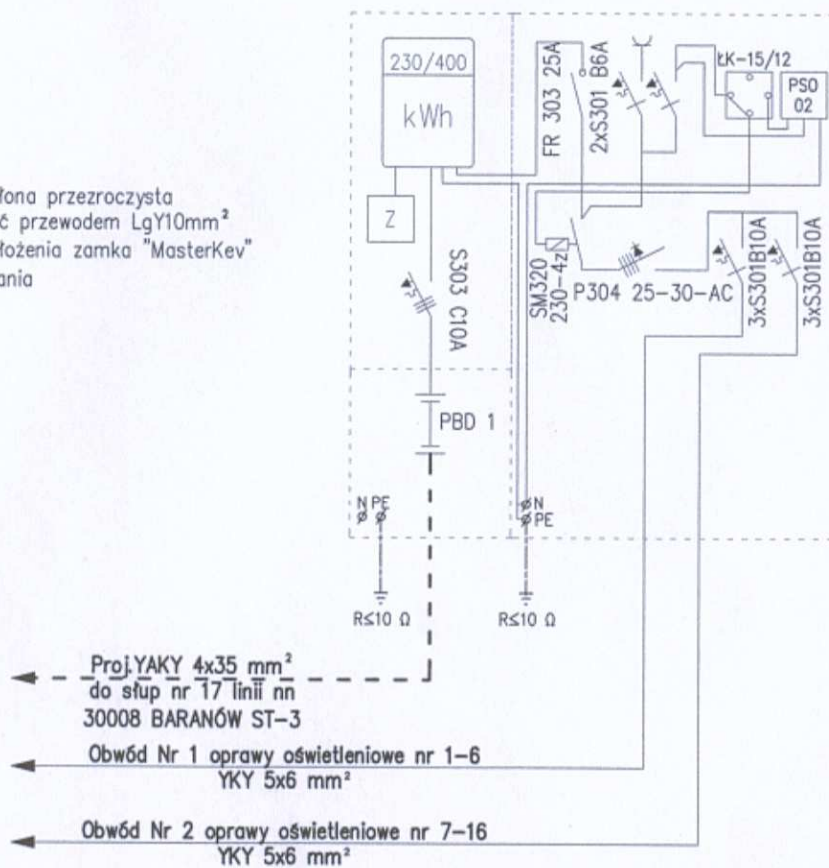 230/400
kWh
Z
S303 C10A
FR 303 25A
2xS301 B6A
ŁK-15/12
PSO
02
SM320
230-4z
P304 25-30-AC
3xS301B10A
3xS301B10A
PBD 1
N PE
N
PE
R≤10 Ω
R≤10 Ω
fona przezroczysta
ć przewodem LgY10mm²
łożenia zamka "MasterKev"
ania
Proj.YAKY 4x35 mm²
do słup nr 17 linii nn
30008 BARANÓW ST-3
Obwód Nr 1 oprawy oświetleniowe nr 1-6
YKY 5x6 mm²
Obwód Nr 2 oprawy oświetleniowe nr 7-16
YKY 5x6 mm²